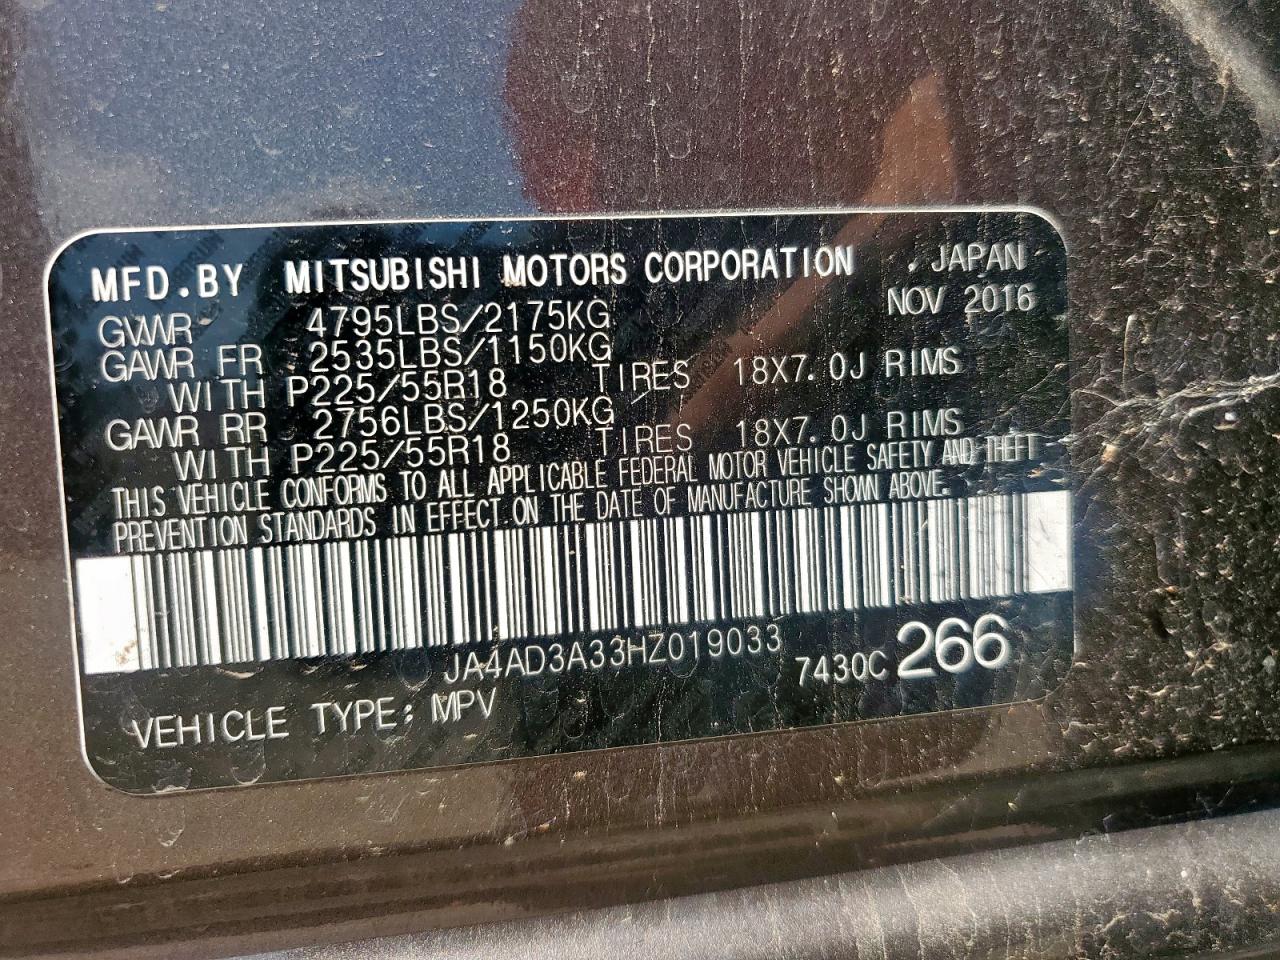 MFD.BY MITSUBISHI MOTORS CORPORATION . JAPAN
NOV 2016
GVWR 4795LBS/2175KG
GAWR FR 2535LBS/1150KG
WITH P225/55R18 TIRES 18X7.0J RIMS
GAWR RR 2756LBS/1250KG
WITH P225/55R18 TIRES 18X7.0J RIMS
THIS VEHICLE CONFORMS TO ALL APPLICABLE FEDERAL MOTOR VEHICLE SAFETY AND THEFT
PREVENTION STANDARDS IN EFFECT ON THE DATE OF MANUFACTURE SHOWN ABOVE.
JA4AD3A33HZ019033 7430C 266
VEHICLE TYPE: MPV